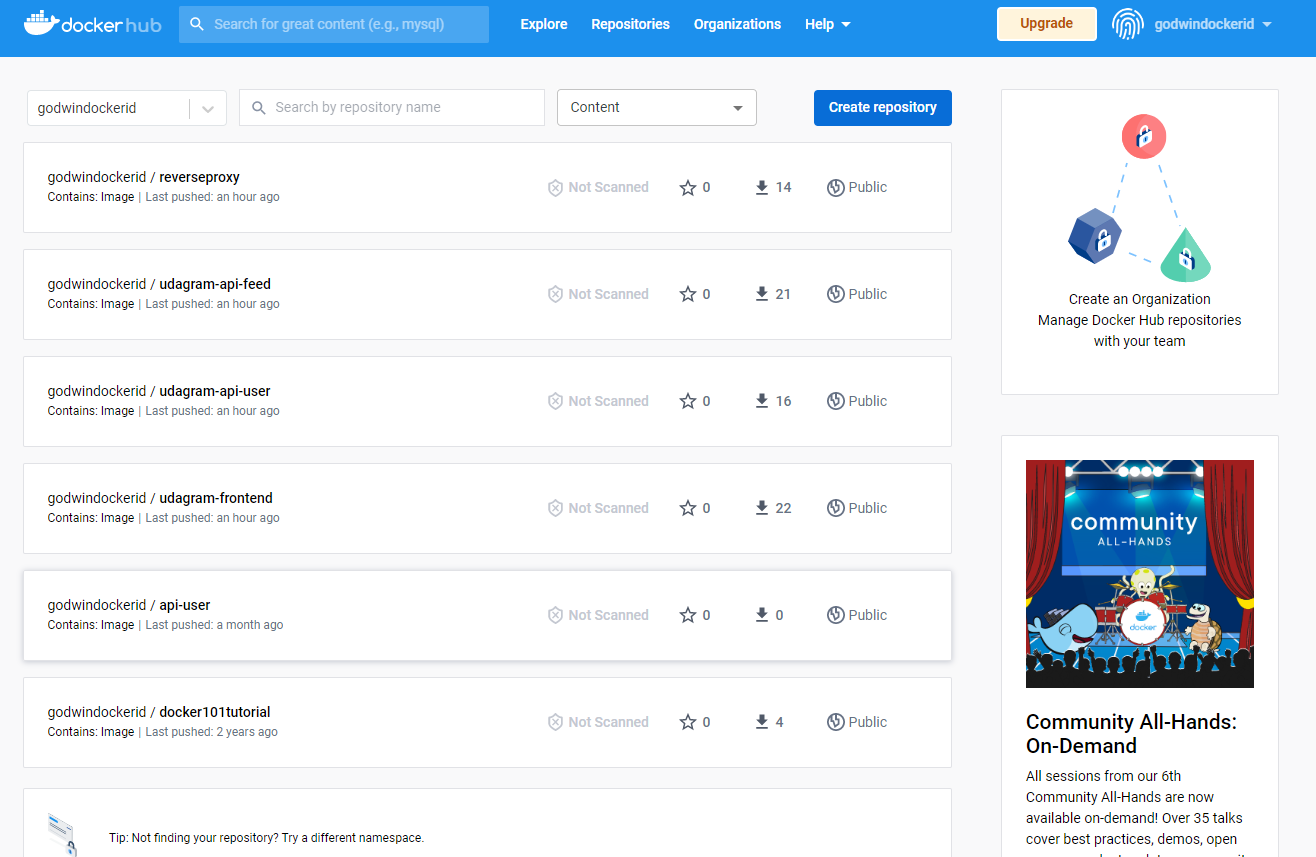 docker hub
Search for great content (e.g., mysql)
Explore
Repositories
Organizations
Help
Upgrade
godwindockerid
godwindockerid
Search by repository name
Content
Create repository
godwindockerid / reverseproxy
Contains: Image | Last pushed: an hour ago
Not Scanned
0
14
Public
godwindockerid / udagram-api-feed
Contains: Image | Last pushed: an hour ago
Not Scanned
0
21
Public
godwindockerid / udagram-api-user
Contains: Image | Last pushed: an hour ago
Not Scanned
0
16
Public
godwindockerid / udagram-frontend
Contains: Image | Last pushed: an hour ago
Not Scanned
0
22
Public
godwindockerid / api-user
Contains: Image | Last pushed: a month ago
Not Scanned
0
0
Public
godwindockerid / docker101tutorial
Contains: Image | Last pushed: 2 years ago
Not Scanned
0
4
Public
Tip: Not finding your repository? Try a different namespace.
Create an Organization
Manage Docker Hub repositories
with your team
community
ALL-HANDS
docker
Community All-Hands:
On-Demand
All sessions from our 6th
Community All-Hands are now
available on-demand! Over 35 talks
cover best practices, demos, open